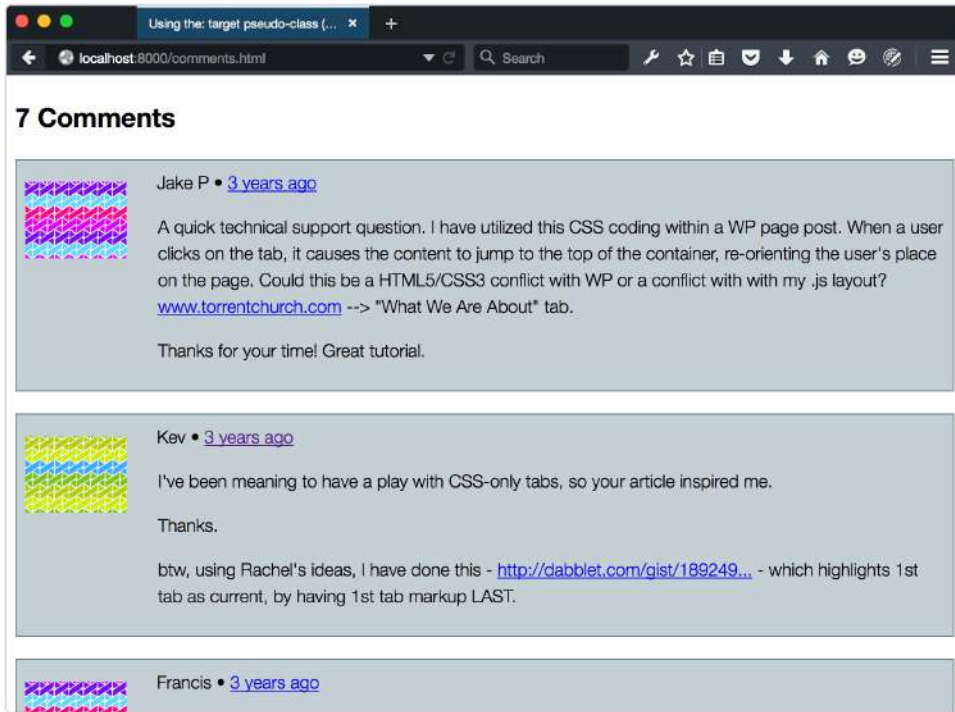 Using the: target pseudo-class (...
localhost:8000/comments.html
Search
7 Comments
Jake P • 3 years ago
A quick technical support question. I have utilized this CSS coding within a WP page post. When a user
clicks on the tab, it causes the content to jump to the top of the container, re-orienting the user's place
on the page. Could this be a HTML5/CSS3 conflict with WP or a conflict with with my .js layout?
www.torrentchurch.com --> "What We Are About" tab.
Thanks for your time! Great tutorial.
Kev • 3 years ago
I've been meaning to have a play with CSS-only tabs, so your article inspired me.
Thanks.
btw, using Rachel's ideas, I have done this - http://dabblet.com/gist/189249... - which highlights 1st
tab as current, by having 1st tab markup LAST.
Francis • 3 years ago